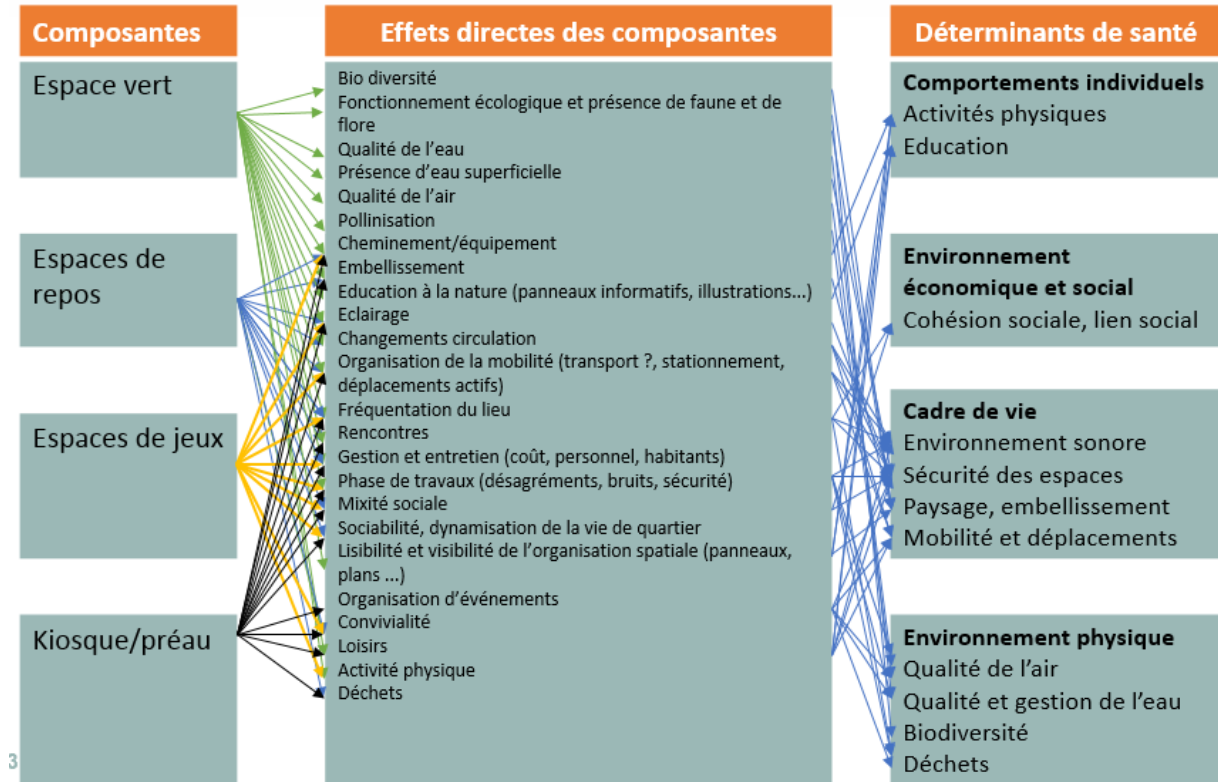 Composantes
Espace vert
Espaces de
repos
Espaces de jeux
Kiosque/préau
3
Effets directes des composantes
Bio diversité
Fonctionnement écologique et présence de faune et de
flore
Qualité de l'eau
Présence d'eau superficielle
Qualité de l'air
Pollinisation
Cheminement/équipement
Embellissement
Education à la nature (panneaux informatifs, illustrations...)
Eclairage
Changements circulation
Organisation de la mobilité (transport ?, stationnement,
déplacements actifs)
Fréquentation du lieu
Rencontres
Gestion et entretien (coût, personnel, habitants)
Phase de travaux (désagréments, bruits, sécurité)
Mixité sociale
Sociabilité, dynamisation de la vie de quartier
Lisibilité et visibilité de l'organisation spatiale (panneaux,
plans ...)
Organisation d'événements
Convivialité
Loisirs
Activité physique
Déchets
Déterminants de santé
Comportements individuels
Activités physiques
Education
Environnement
économique et social
Cohésion sociale, lien social
Cadre de vie
Environnement sonore
Sécurité des espaces
Paysage, embellissement
Mobilité et déplacements
Environnement physique
Qualité de l'air
Qualité et gestion de l'eau
Biodiversité
Déchets